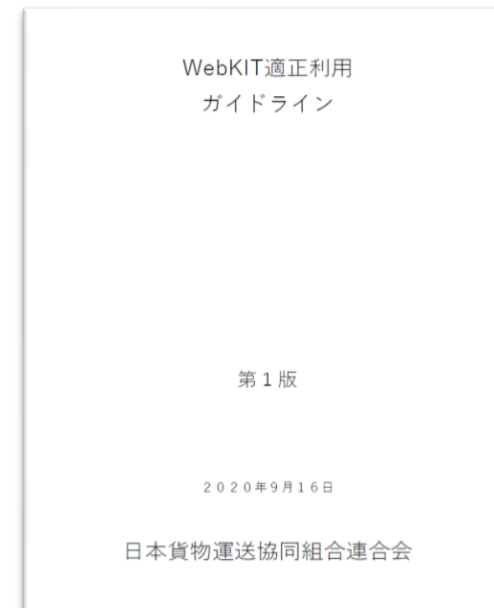 WebKIT適正利用
ガイドライン
第１版
２０２０年９月１６日
日本貨物運送協同組合連合会